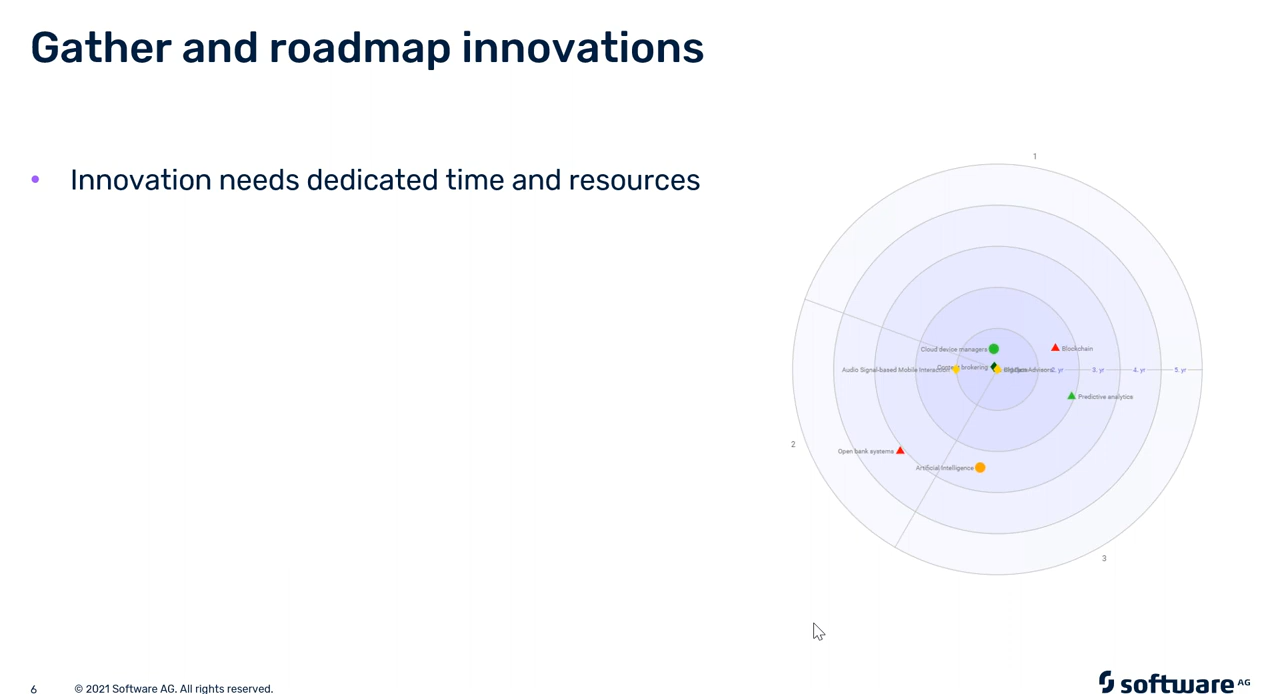 Gather and roadmap innovations
• Innovation needs dedicated time and resources
1
Cloud device managers
Blockchain
Audio Signal-based Mobile Interaction
brokering
2. yr
3. yr
4. yr
5. yr
Predictive analytics
2
Open bank systems
Artificial Intelligence
3
6
© 2021 Software AG. All rights reserved.
software AG